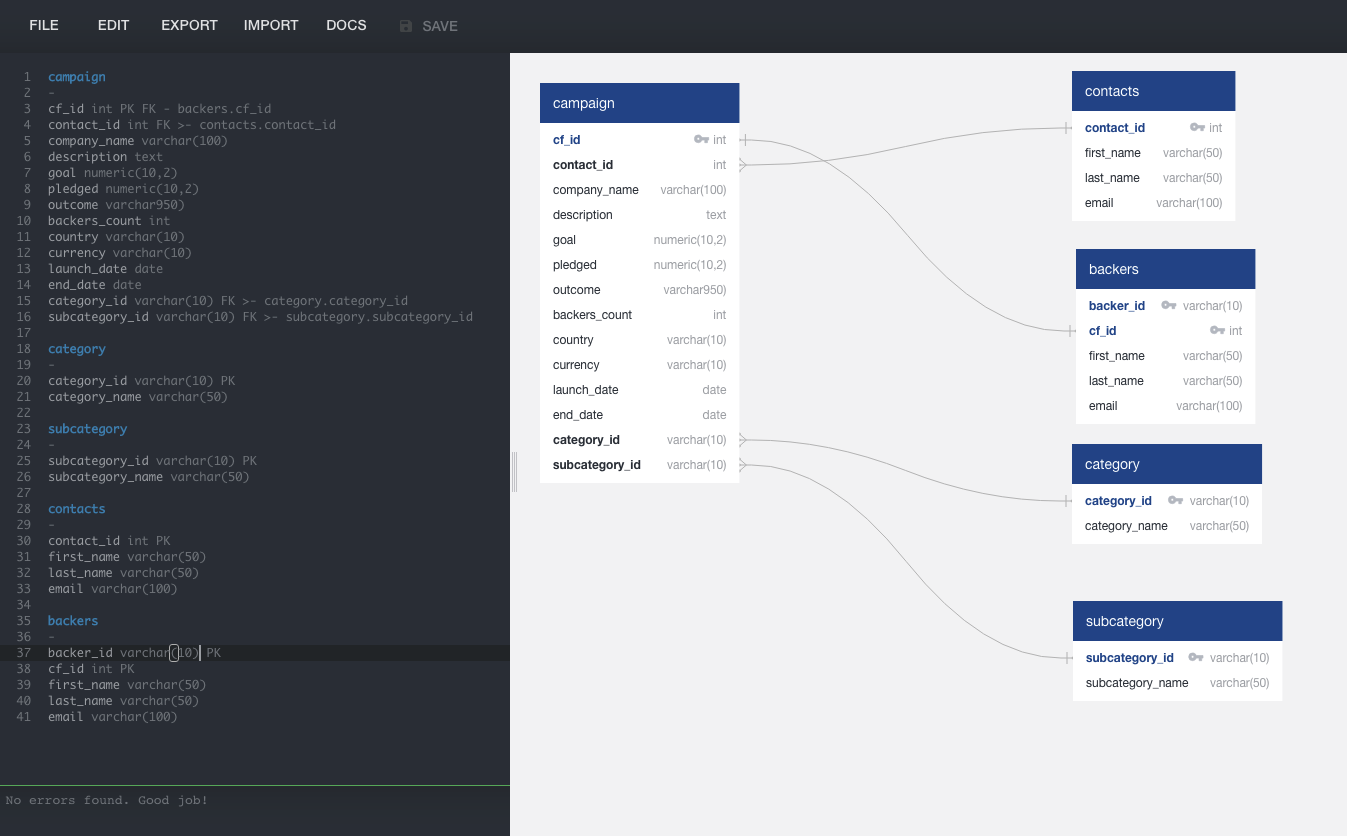 FILE EDIT EXPORT IMPORT DOCS SAVE
1 campaign
2 -
3 cf_id int PK FK - backers.cf_id
4 contact_id int FK >- contacts.contact_id
5 company_name varchar(100)
6 description text
7 goal numeric(10,2)
8 pledged numeric(10,2)
9 outcome varchar950)
10 backers_count int
11 country varchar(10)
12 currency varchar(10)
13 launch_date date
14 end_date date
15 category_id varchar(10) FK >- category.category_id
16 subcategory_id varchar(10) FK >- subcategory.subcategory_id
17
18 category
19 -
20 category_id varchar(10) PK
21 category_name varchar(50)
22
23 subcategory
24 -
25 subcategory_id varchar(10) PK
26 subcategory_name varchar(50)
27
28 contacts
29 -
30 contact_id int PK
31 first_name varchar(50)
32 last_name varchar(50)
33 email varchar(100)
34
35 backers
36 -
37 backer_id varchar(10) PK
38 cf_id int PK
39 first_name varchar(50)
40 last_name varchar(50)
41 email varchar(100)
No errors found. Good job!
campaign
cf_id int
contact_id int
company_name varchar(100)
description text
goal numeric(10,2)
pledged numeric(10,2)
outcome varchar950)
backers_count int
country varchar(10)
currency varchar(10)
launch_date date
end_date date
category_id varchar(10)
subcategory_id varchar(10)
contacts
contact_id int
first_name varchar(50)
last_name varchar(50)
email varchar(100)
backers
backer_id varchar(10)
cf_id int
first_name varchar(50)
last_name varchar(50)
email varchar(100)
category
category_id varchar(10)
category_name varchar(50)
subcategory
subcategory_id varchar(10)
subcategory_name varchar(50)